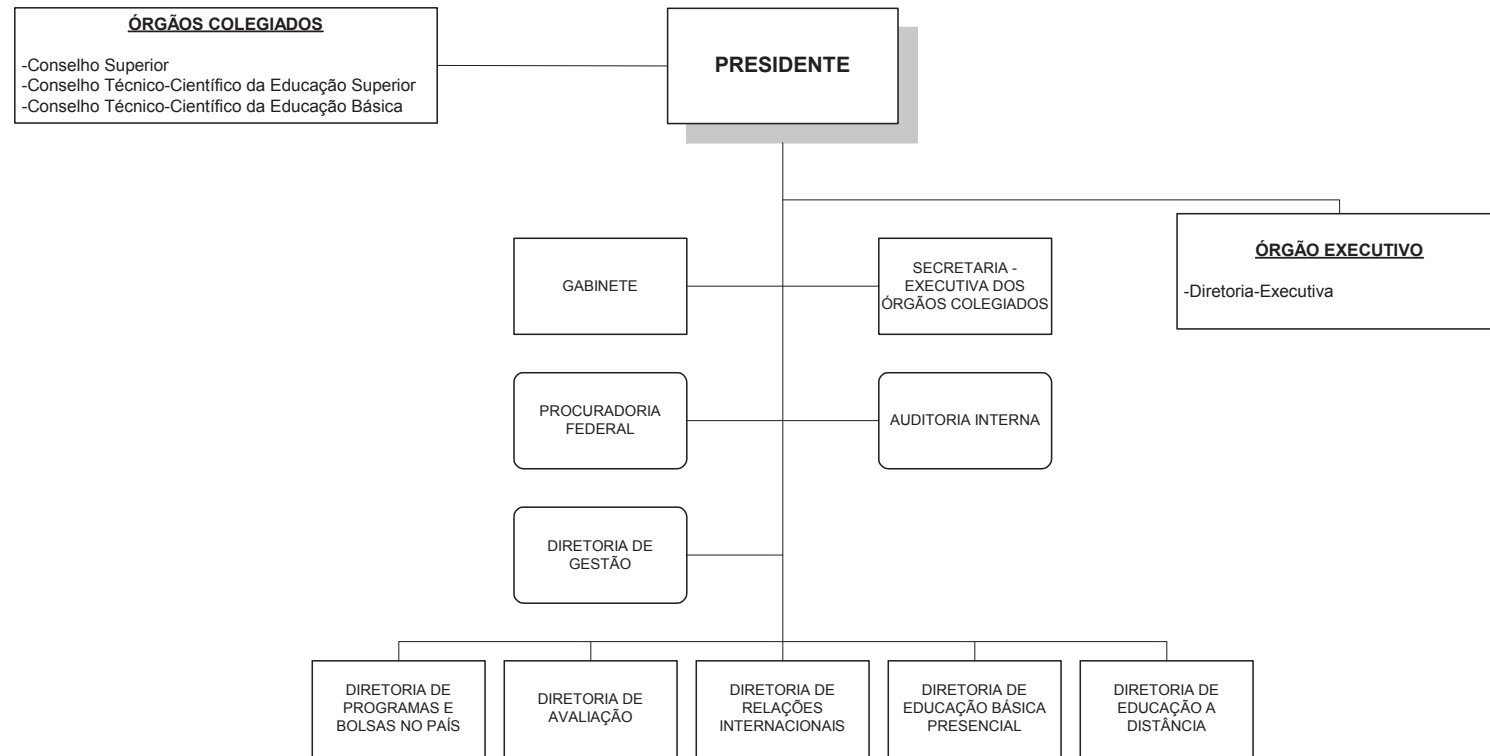 ÓRGÃOS COLEGIADOS
-Conselho Superior
-Conselho Técnico-Científico da Educação Superior
-Conselho Técnico-Científico da Educação Básica
PRESIDENTE
ÓRGÃO EXECUTIVO
-Diretoria-Executiva
GABINETE
SECRETARIA -
EXECUTIVA DOS
ÓRGÃOS COLEGIADOS
PROCURADORIA
FEDERAL
AUDITORIA INTERNA
DIRETORIA DE
GESTÃO
DIRETORIA DE
PROGRAMAS E
BOLSAS NO PAÍS
DIRETORIA DE
AVALIAÇÃO
DIRETORIA DE
RELAÇÕES
INTERNACIONAIS
DIRETORIA DE
EDUCAÇÃO BÁSICA
PRESENCIAL
DIRETORIA DE
EDUCAÇÃO A
DISTÂNCIA